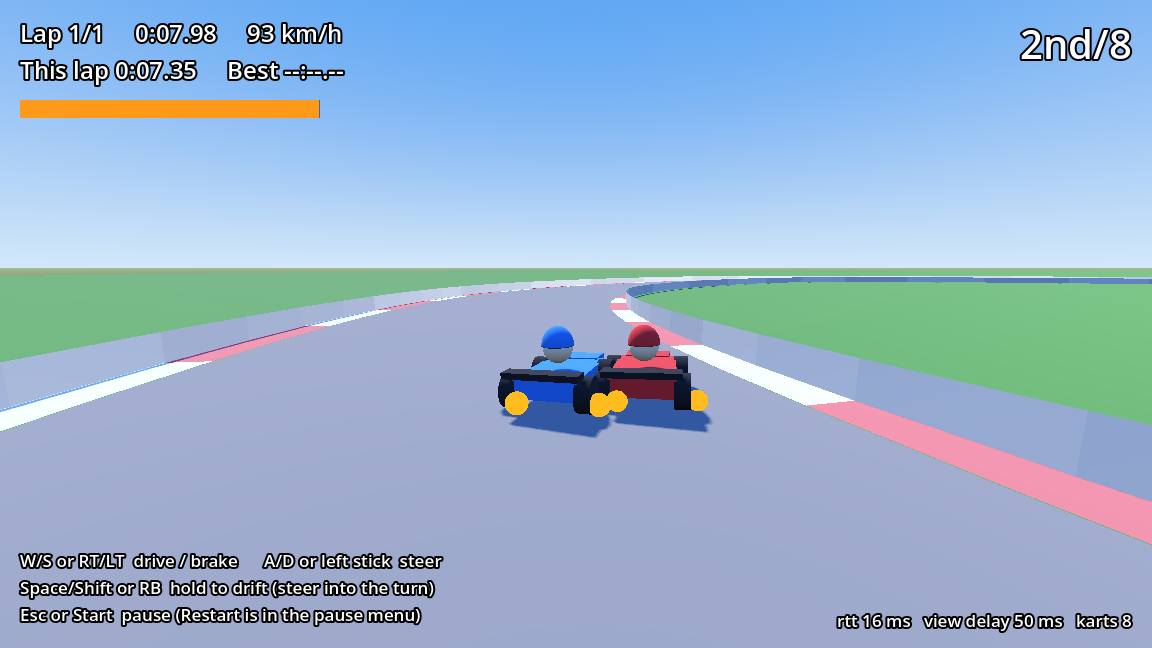 Lap 1/1 0:07.98 93 km/h
2nd/8
This lap 0:07.35 Best --:--.--
W/S or RT/LT drive / brake A/D or left stick steer
Space/Shift or RB hold to drift (steer into the turn)
Esc or Start pause (Restart is in the pause menu)
rtt 16 ms view delay 50 ms karts 8